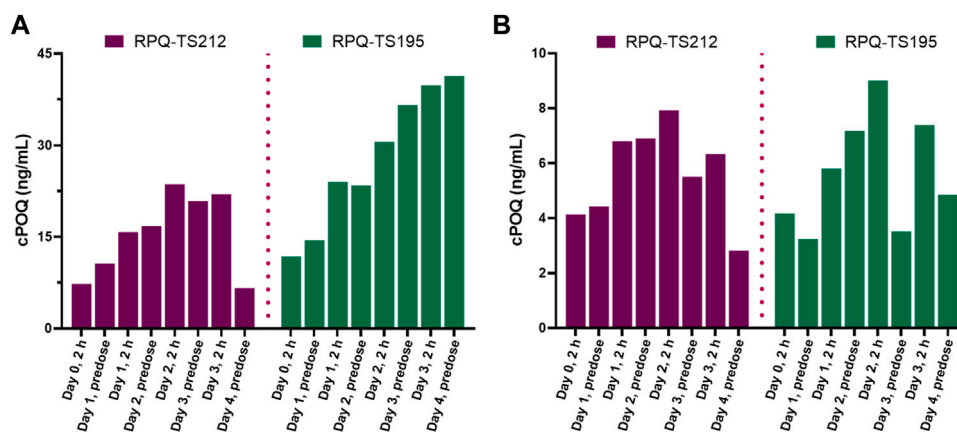 A
RPQ-TS212
RPQ-TS195
45
30
15
0
cPOQ (ng/mL)
Day 0, 2 h
Day 1, predose
Day 1, 2 h
Day 2, predose
Day 2, 2 h
Day 3, predose
Day 3, 2 h
Day 4, predose
Day 0, 2 h
Day 1, predose
Day 1, 2 h
Day 2, predose
Day 2, 2 h
Day 3, predose
Day 3, 2 h
Day 4, predose
B
RPQ-TS212
RPQ-TS195
10
8
6
4
2
0
cPOQ (ng/mL)
Day 0, 2 h
Day 1, predose
Day 1, 2 h
Day 2, predose
Day 2, 2 h
Day 3, predose
Day 3, 2 h
Day 4, predose
Day 0, 2 h
Day 1, predose
Day 1, 2 h
Day 2, predose
Day 2, 2 h
Day 3, predose
Day 3, 2 h
Day 4, predose